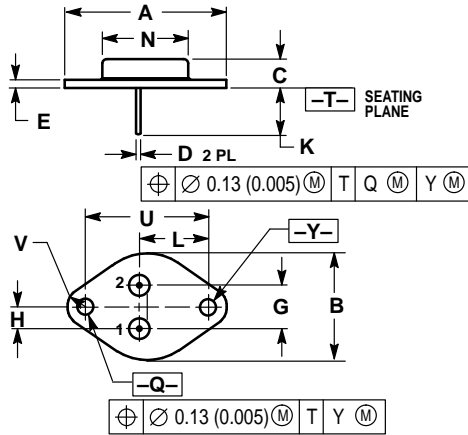 A
N
C
E
–T– SEATING PLANE
K
D 2 PL
⌖ ∅ 0.13 (0.005) Ⓜ T Q Ⓜ Y Ⓜ
U
L
V
–Y–
2
H
G
B
1
–Q–
⌖ ∅ 0.13 (0.005) Ⓜ T Y Ⓜ